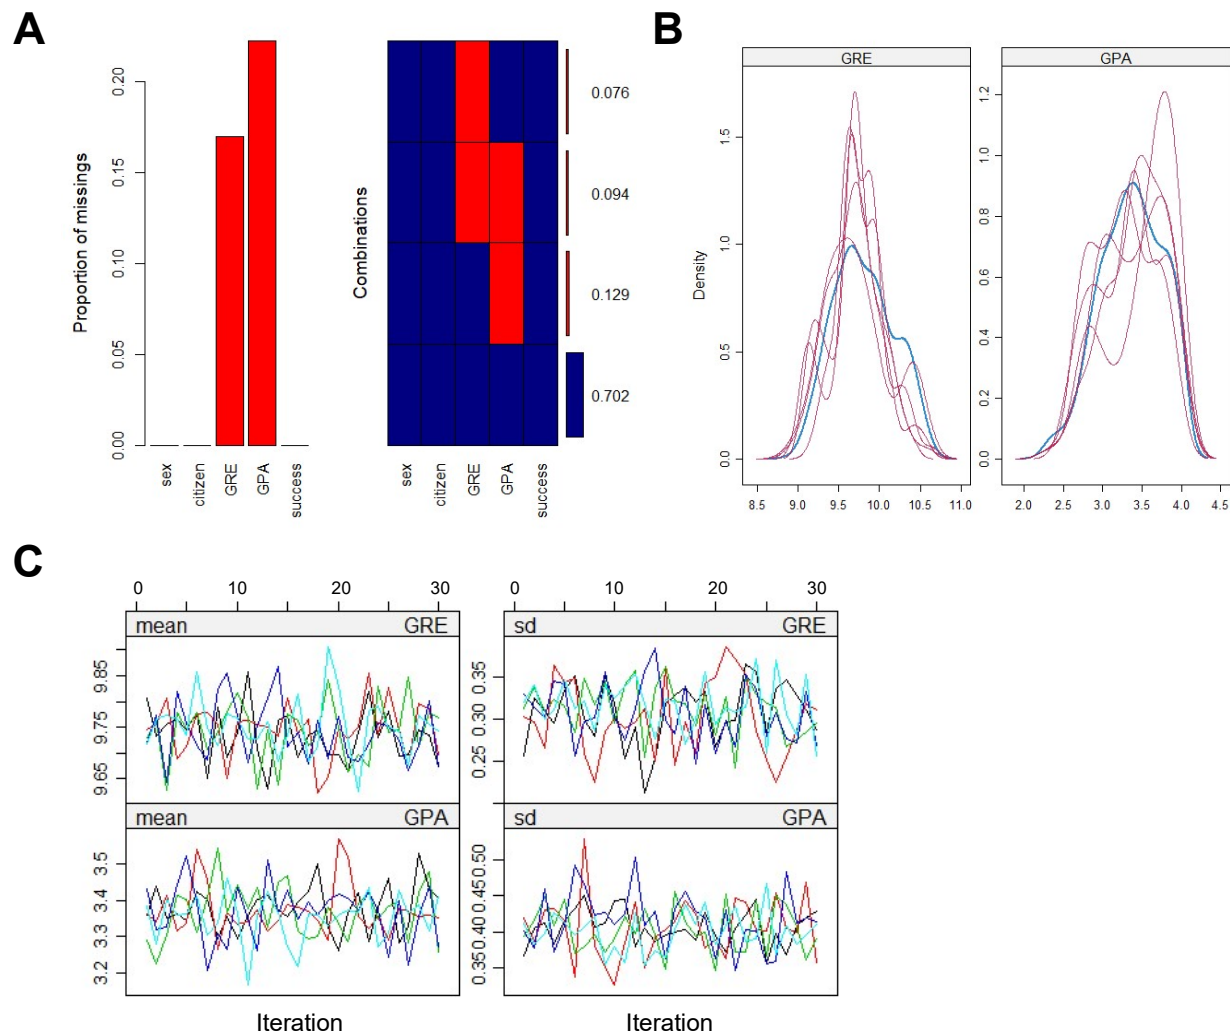 A
Proportion of missings
0.00 0.05 0.10 0.15 0.20
sex citizen GRE GPA success
Combinations
0.076
0.094
0.129
0.702
sex citizen GRE GPA success
B
GRE GPA
Density
0.0 0.5 1.0 1.5
8.5 9.0 9.5 10.0 10.5 11.0
0.0 0.2 0.4 0.6 0.8 1.0 1.2
2.0 2.5 3.0 3.5 4.0 4.5
C
0 10 20 30 0 10 20 30
mean GRE sd GRE
9.65 9.75 9.85
0.25 0.30 0.35
mean GPA sd GPA
3.2 3.3 3.4 3.5
0.35 0.40 0.45 0.50
Iteration Iteration